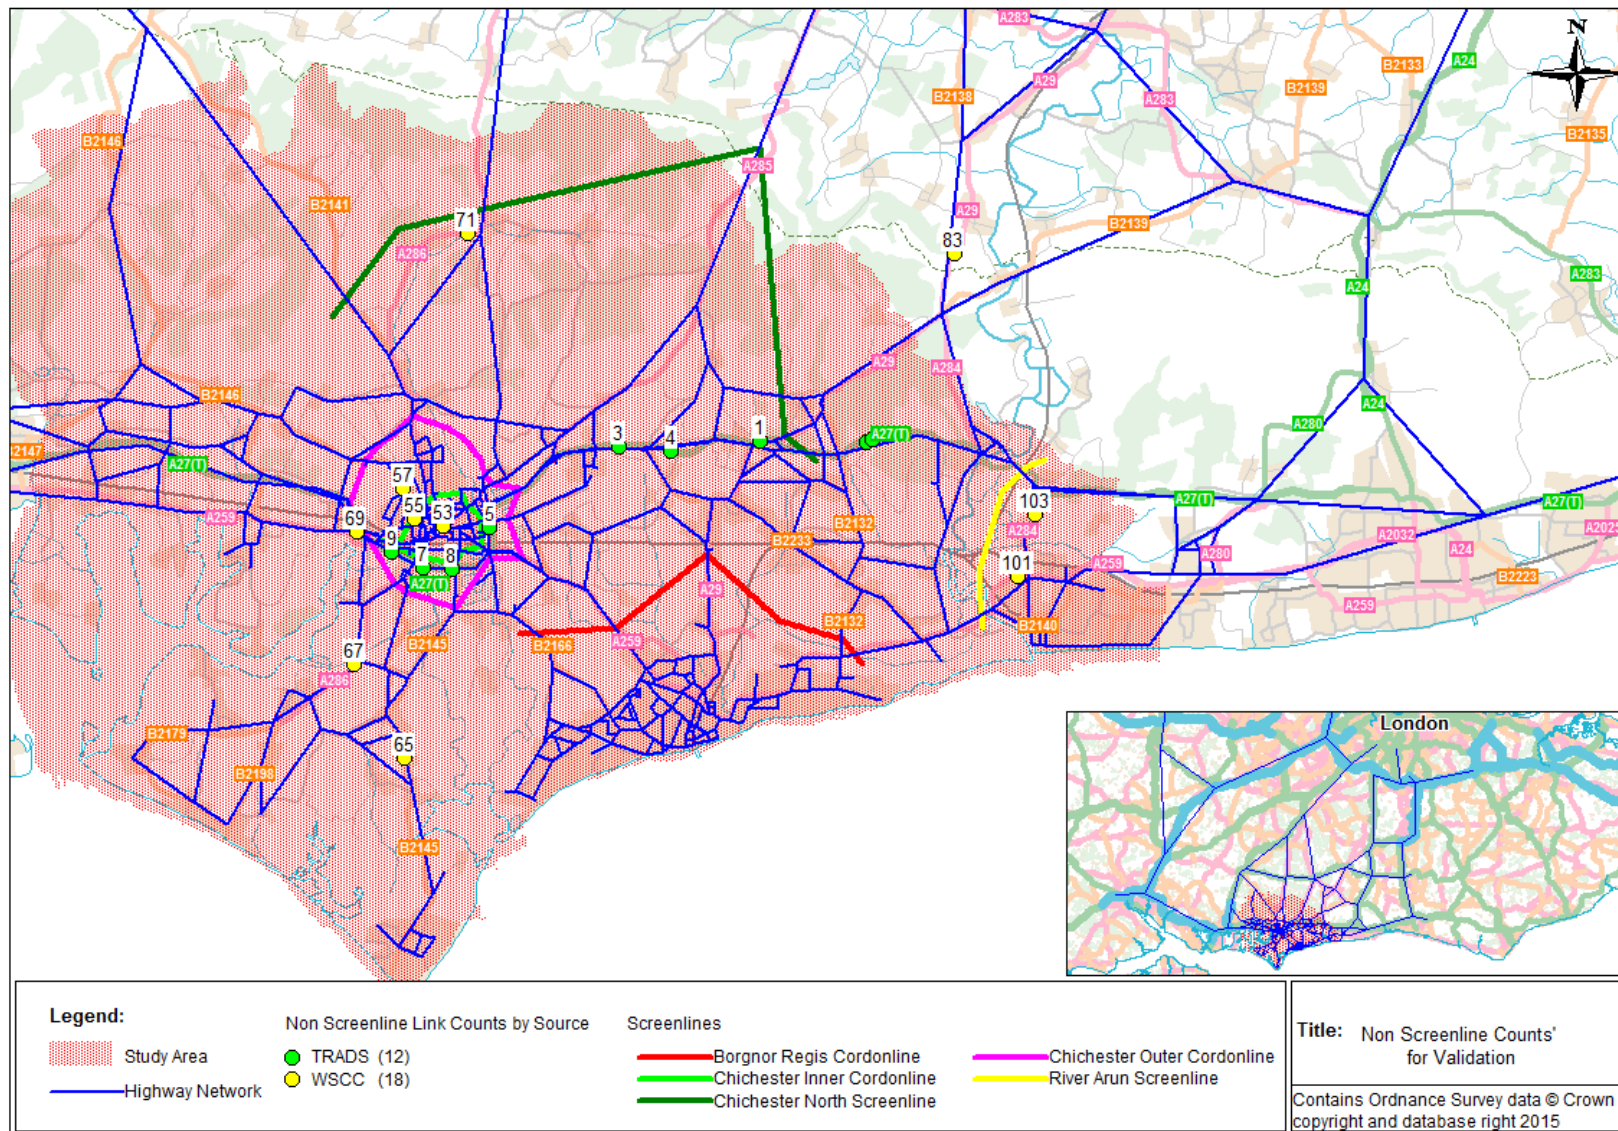 A283
A24
N
B2133
A29
B2138
A283
B2139
B2135
B2146
A285
B2141
71
A29
B2139
A286
83
A283
A24
A29
A284
B2146
A24
A280
3
4
1
A27(T)
B2147
A27(T)
57
A27(T)
A27(T)
55
53
5
103
A259
69
B2132
A284
A2032
A2025
9
B2233
A24
7
8
101
A259
A280
A27(T)
A29
B2223
A259
B2132
B2140
B2145
B2166
A259
67
A286
B2179
65
B2198
B2145
London
Legend:
Study Area
Highway Network
Non Screenline Link Counts by Source
TRADS (12)
WSCC (18)
Screenlines
Borgnor Regis Cordonline
Chichester Inner Cordonline
Chichester North Screenline
Chichester Outer Cordonline
River Arun Screenline
Title: Non Screenline Counts'
for Validation
Contains Ordnance Survey data © Crown
copyright and database right 2015